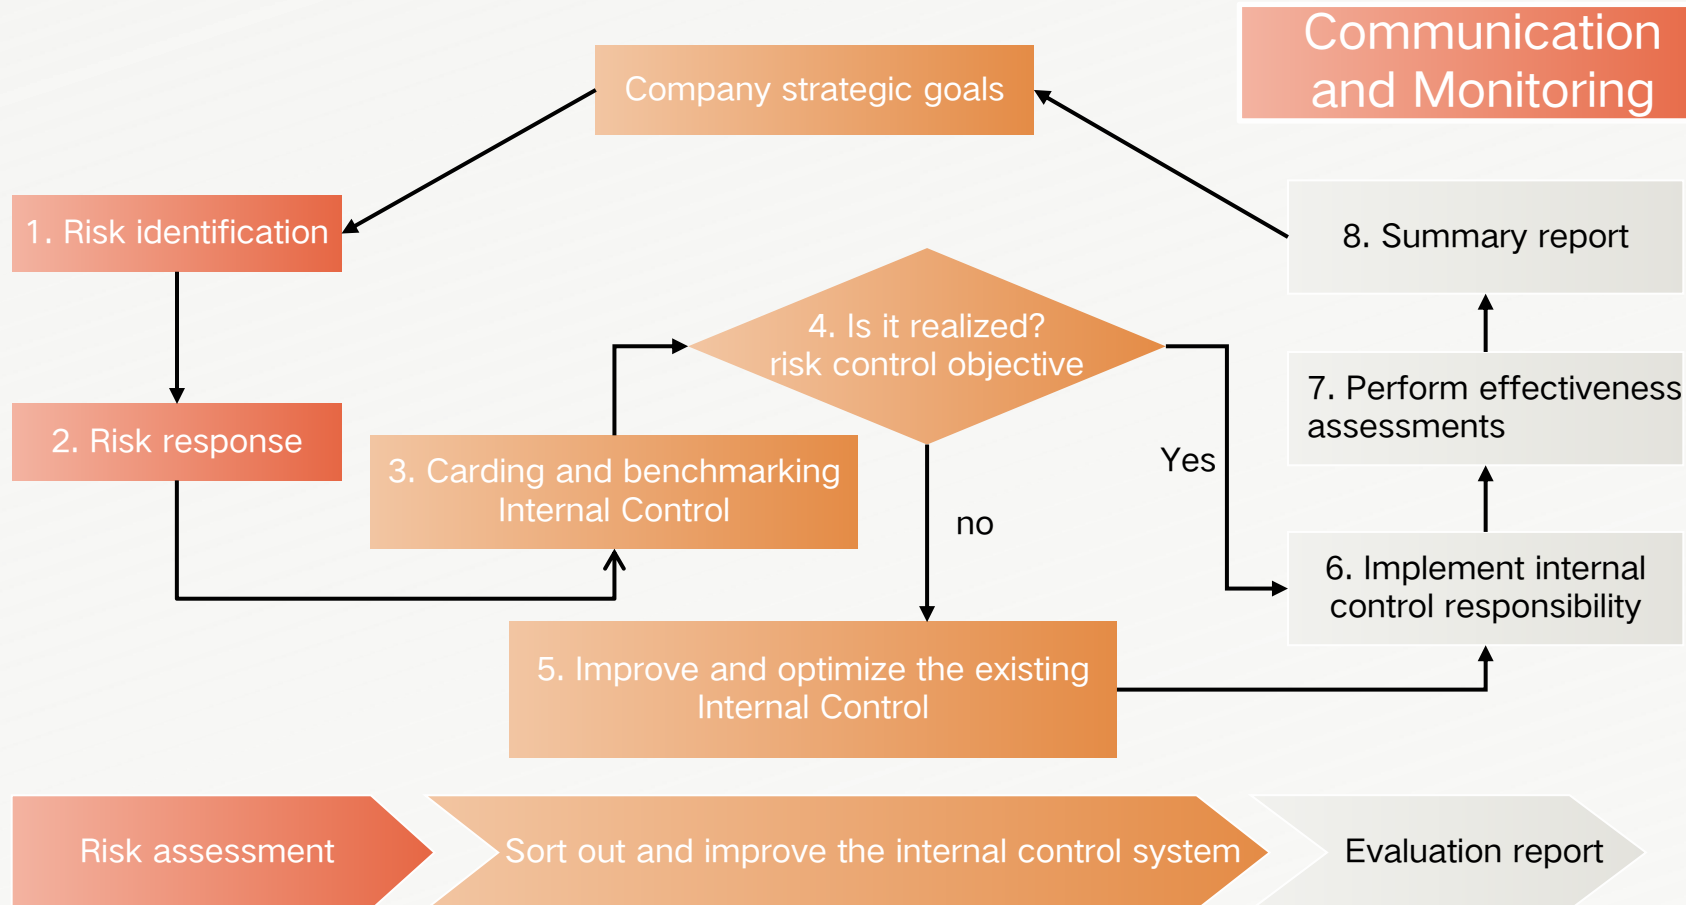 Communication
and Monitoring
Company strategic goals
1. Risk identification
8. Summary report
4. Is it realized?
risk control objective
7. Perform effectiveness
assessments
2. Risk response
3. Carding and benchmarking
Internal Control
Yes
no
6. Implement internal
control responsibility
5. Improve and optimize the existing
Internal Control
Risk assessment
Sort out and improve the internal control system
Evaluation report